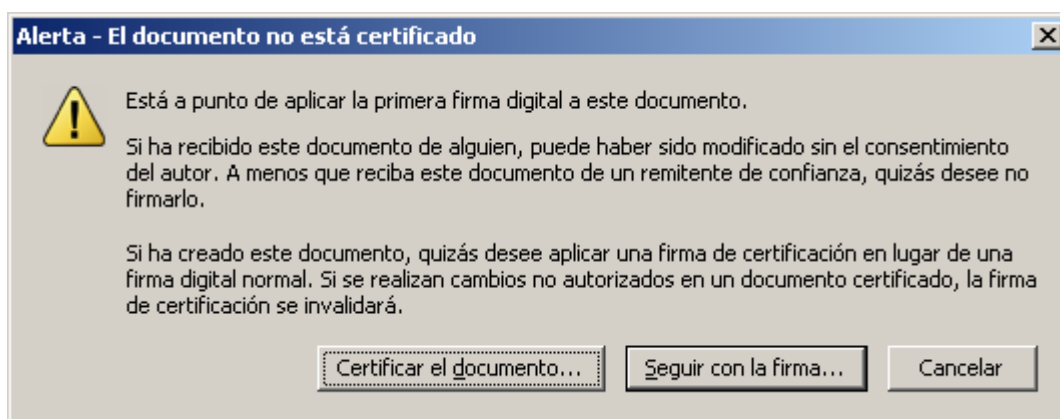 Alerta - El documento no está certificado
Está a punto de aplicar la primera firma digital a este documento.
Si ha recibido este documento de alguien, puede haber sido modificado sin el consentimiento
del autor. A menos que reciba este documento de un remitente de confianza, quizás desee no
firmarlo.
Si ha creado este documento, quizás desee aplicar una firma de certificación en lugar de una
firma digital normal. Si se realizan cambios no autorizados en un documento certificado, la firma
de certificación se invalidará.
Certificar el documento... Seguir con la firma... Cancelar